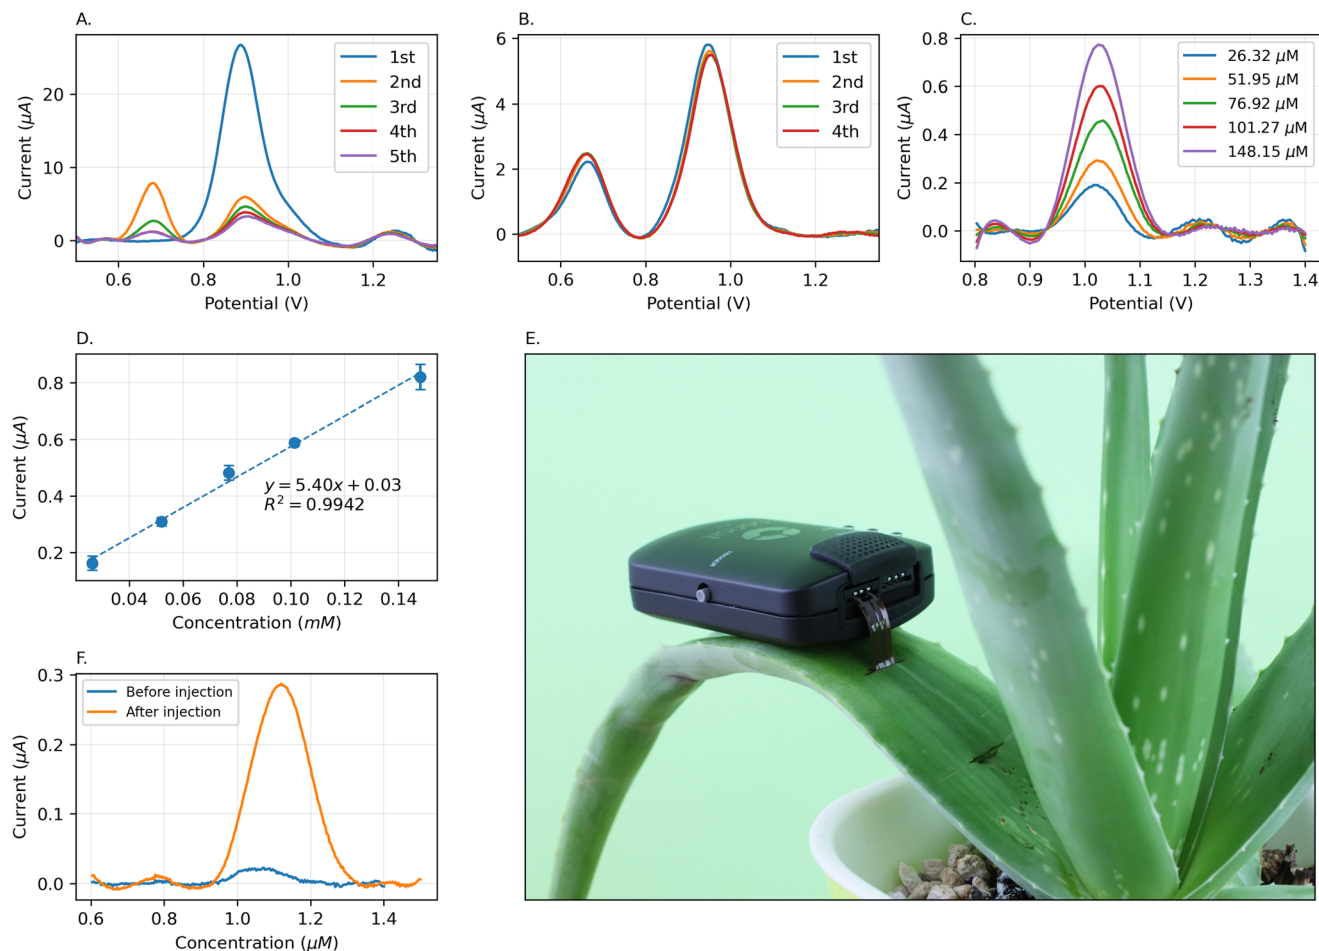 A.
Current (μA)
20
10
0
0.6 0.8 1.0 1.2
Potential (V)
1st
2nd
3rd
4th
5th
B.
Current (μA)
6
4
2
0
0.6 0.8 1.0 1.2
Potential (V)
1st
2nd
3rd
4th
C.
Current (μA)
0.8
0.6
0.4
0.2
0.0
0.8 0.9 1.0 1.1 1.2 1.3 1.4
Potential (V)
26.32 μM
51.95 μM
76.92 μM
101.27 μM
148.15 μM
D.
Current (μA)
0.8
0.6
0.4
0.2
0.04 0.06 0.08 0.10 0.12 0.14
Concentration (mM)
y = 5.40x + 0.03
R² = 0.9942
E.
F.
Current (μA)
0.3
0.2
0.1
0.0
0.6 0.8 1.0 1.2 1.4
Concentration (μM)
Before injection
After injection